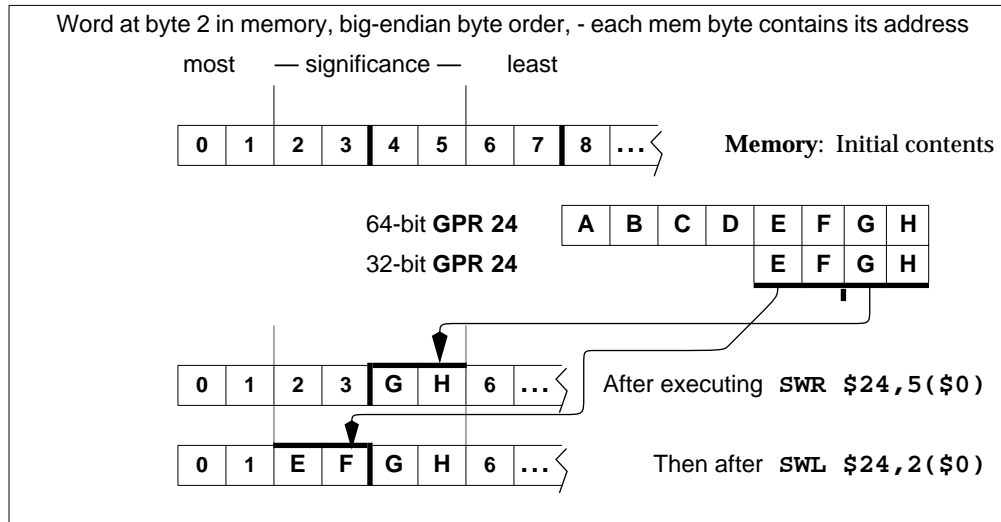 Word at byte 2 in memory, big-endian byte order, - each mem byte contains its address
most — significance — least
0 1 2 3 4 5 6 7 8 ... Memory: Initial contents
64-bit GPR 24 A B C D E F G H
32-bit GPR 24 E F G H
0 1 2 3 G H 6 ... After executing SWR $24,5($0)
0 1 E F G H 6 ... Then after SWL $24,2($0)